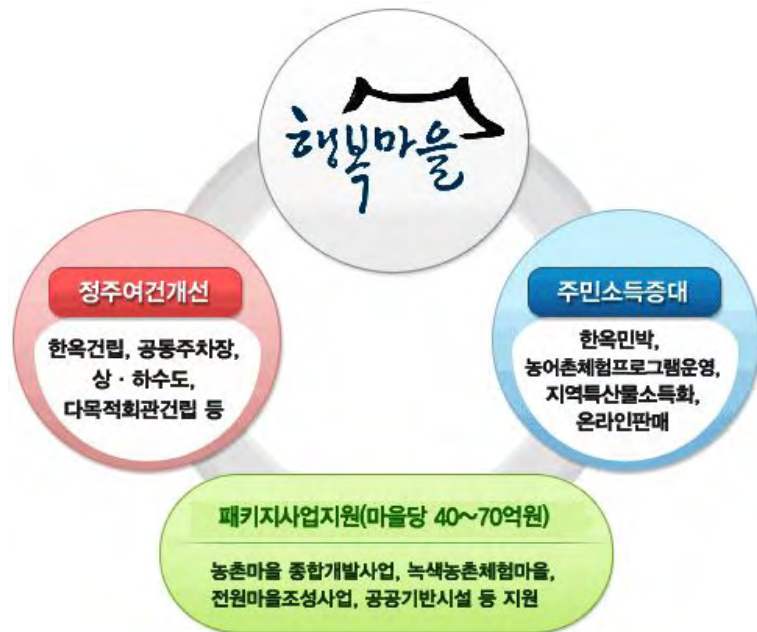 행복마을
정주여건개선
한옥건립, 공동주차장,
상 · 하수도,
다목적회관건립 등
주민소득증대
한옥민박,
농어촌체험프로그램운영,
지역특산물소득화,
온라인판매
패키지사업지원(마을당 40~70억원)
농촌마을 종합개발사업, 녹색농촌체험마을,
전원마을조성사업, 공공기반시설 등 지원